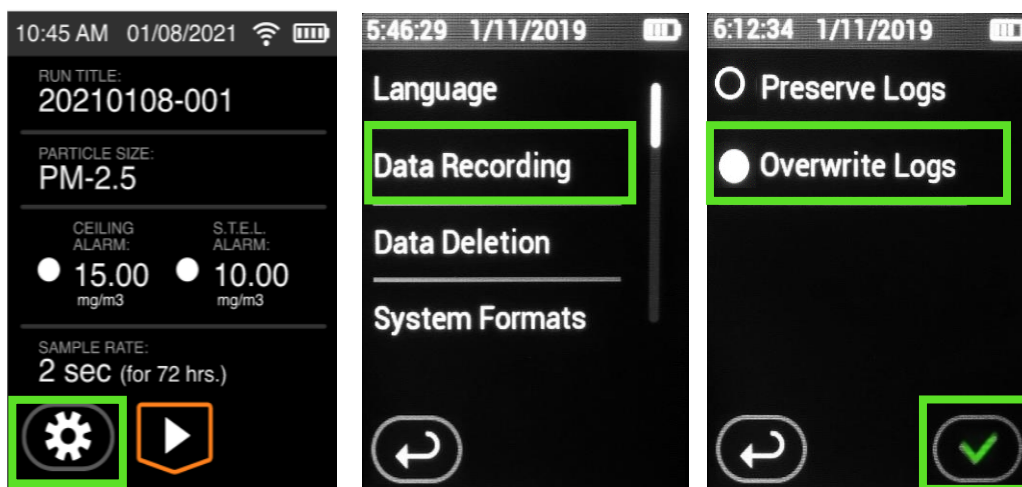 10:45 AM 01/08/2021
RUN TITLE:
20210108-001
PARTICLE SIZE:
PM-2.5
CEILING
ALARM:
15.00
mg/m3
S.T.E.L.
ALARM:
10.00
mg/m3
SAMPLE RATE:
2 sec (for 72 hrs.)
5:46:29 1/11/2019
Language
Data Recording
Data Deletion
System Formats
6:12:34 1/11/2019
Preserve Logs
Overwrite Logs